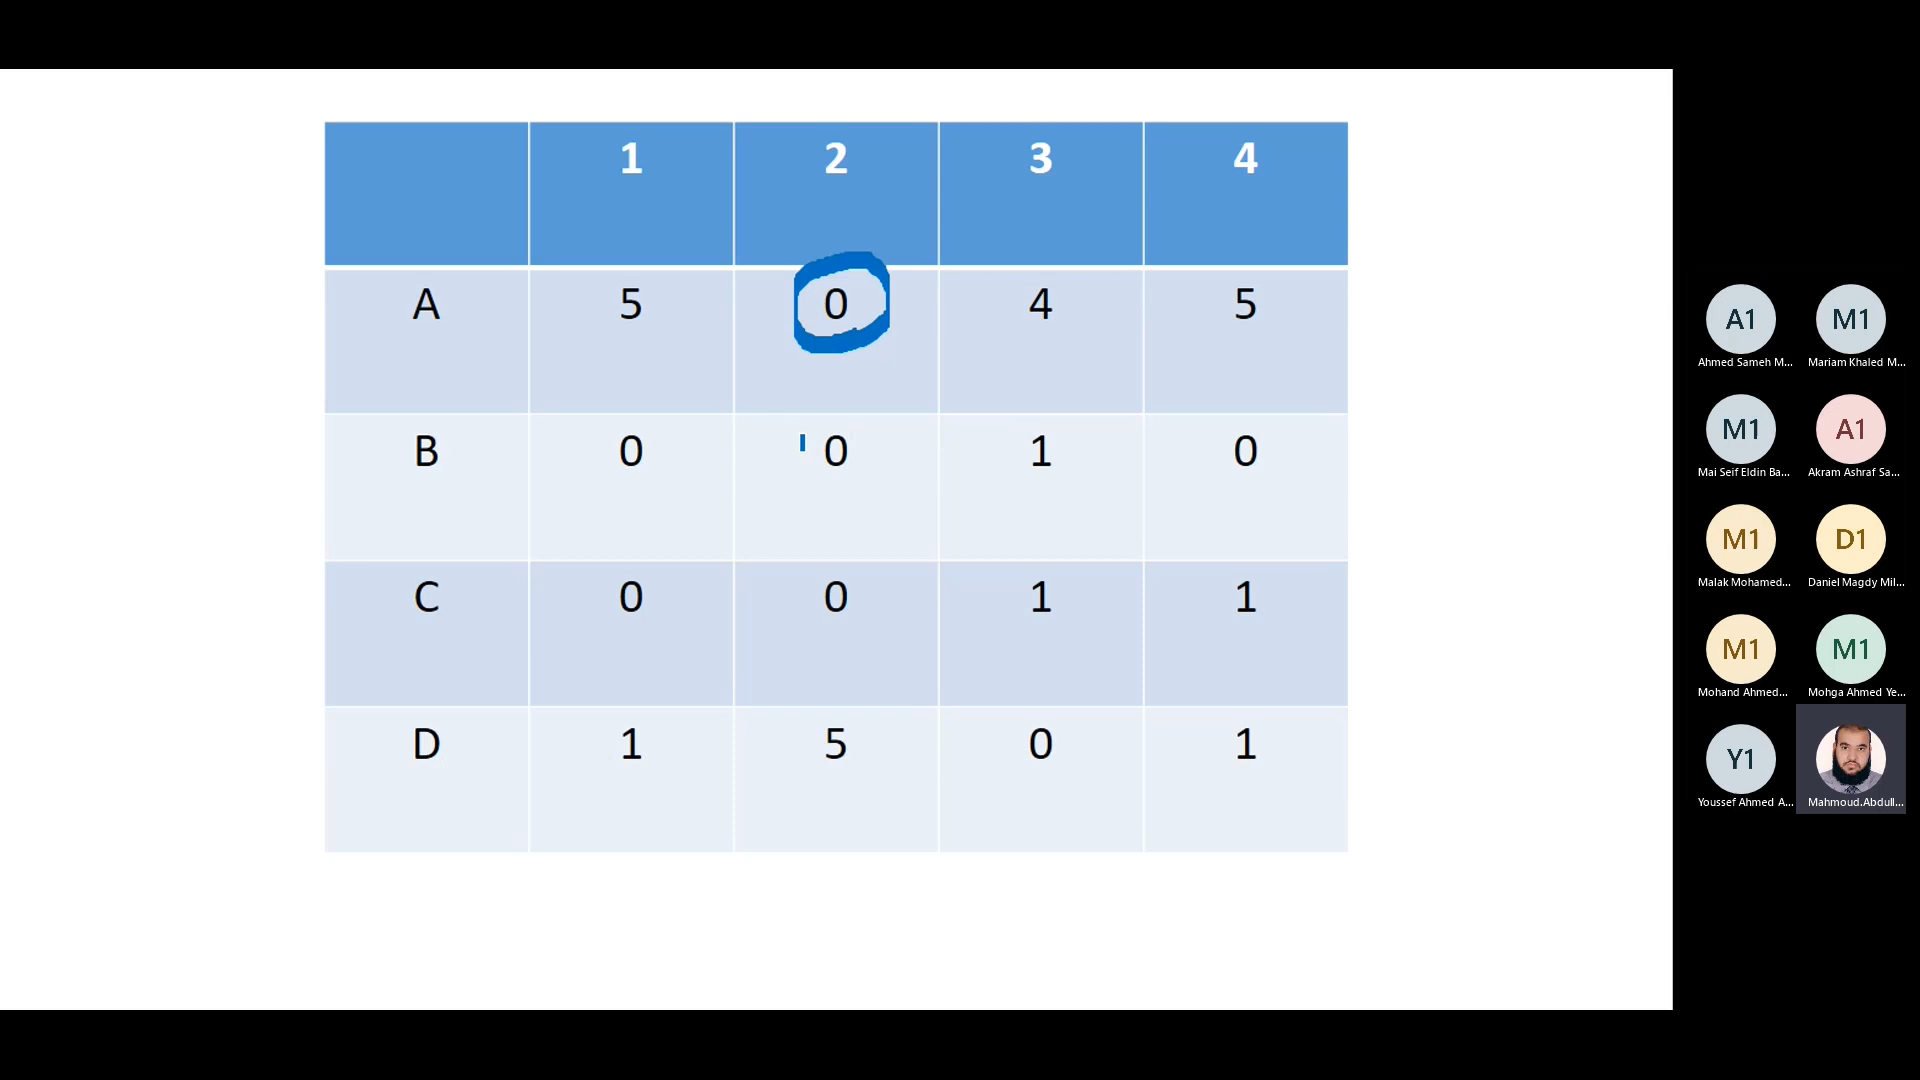 1 2 3 4
A 5 0 4 5
B 0 0 1 0
C 0 0 1 1
D 1 5 0 1
A1 M1
Ahmed Sameh M... Mariam Khaled M...
M1 A1
Mai Seif Eldin Ba... Akram Ashraf Sa...
M1 D1
Malak Mohamed... Daniel Magdy Mil...
M1 M1
Mohand Ahmed... Mohga Ahmed Ye...
Y1
Youssef Ahmed A... Mahmoud.Abdull...